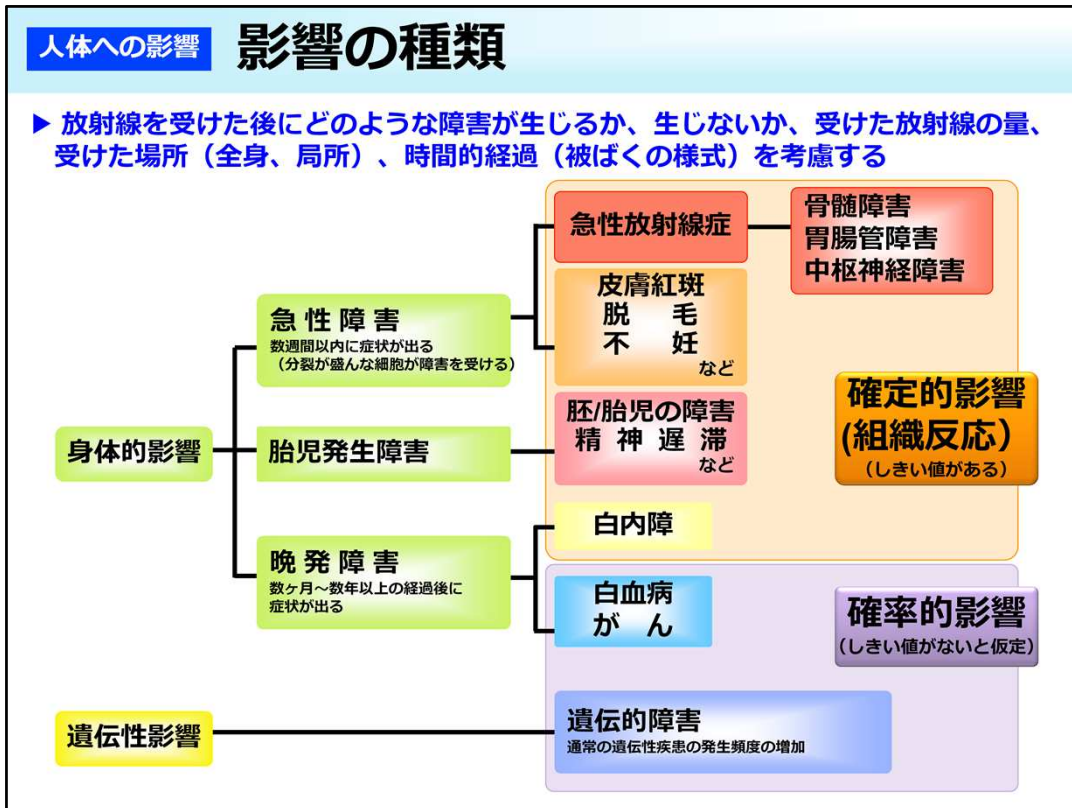 人体への影響
影響の種類
▶ 放射線を受けた後にどのような障害が生じるか、生じないか、受けた放射線の量、
受けた場所(全身、局所)、時間的経過(被ばくの様式)を考慮する
身体的影響
急性障害
数週間以内に症状が出る
(分裂が盛んな細胞が障害を受ける)
急性放射線症
骨髄障害
胃腸管障害
中枢神経障害
皮膚紅斑
脱 毛
不 妊
など
胎児発生障害
胚/胎児の障害
精神遅滞
など
晩発障害
数ヶ月~数年以上の経過後に
症状が出る
白内障
白血病
が ん
確定的影響
(組織反応)
(しきい値がある)
確率的影響
(しきい値がないと仮定)
遺伝性影響
遺伝的障害
通常の遺伝性疾患の発生頻度の増加